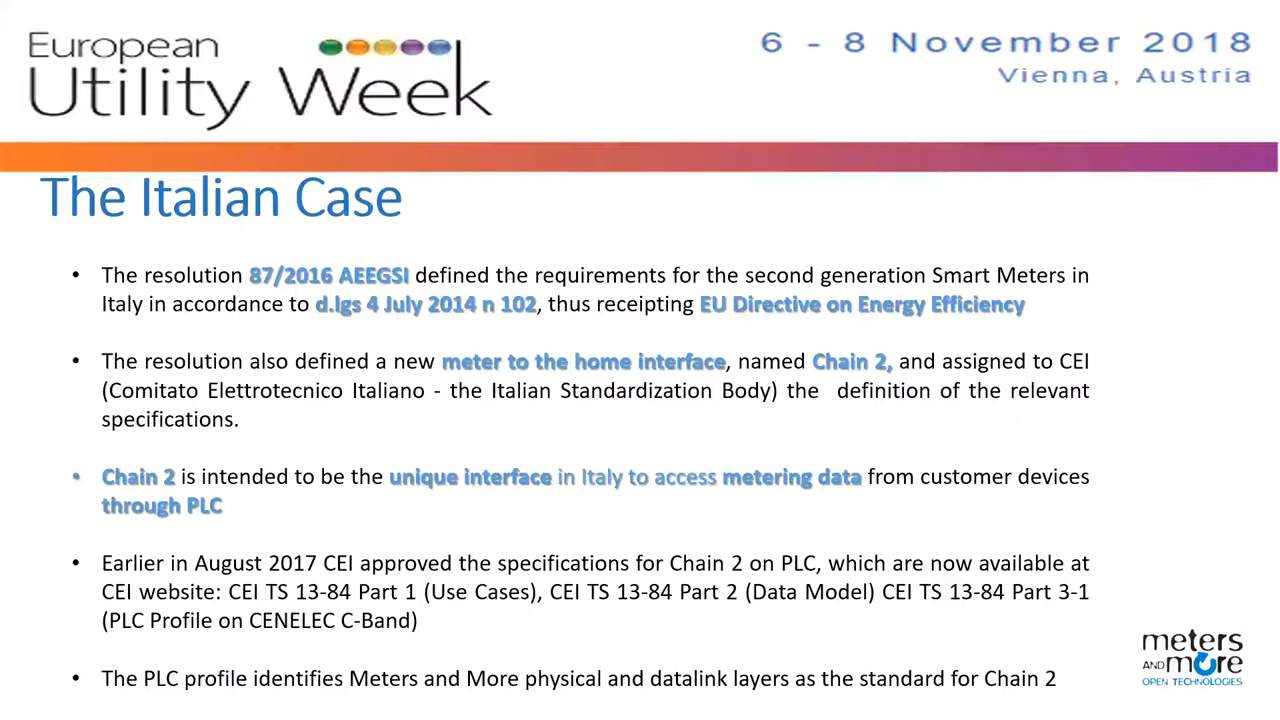 European
Utility Week
6 - 8 November 2018
Vienna, Austria
The Italian Case
• The resolution 87/2016 AEEGSI defined the requirements for the second generation Smart Meters in
Italy in accordance to d.lgs 4 July 2014 n 102, thus receipting EU Directive on Energy Efficiency
• The resolution also defined a new meter to the home interface, named Chain 2, and assigned to CEI
(Comitato Elettrotecnico Italiano - the Italian Standardization Body) the definition of the relevant
specifications.
• Chain 2 is intended to be the unique interface in Italy to access metering data from customer devices
through PLC
• Earlier in August 2017 CEI approved the specifications for Chain 2 on PLC, which are now available at
CEI website: CEI TS 13-84 Part 1 (Use Cases), CEI TS 13-84 Part 2 (Data Model) CEI TS 13-84 Part 3-1
(PLC Profile on CENELEC C-Band)
• The PLC profile identifies Meters and More physical and datalink layers as the standard for Chain 2
meters
AND more
OPEN TECHNOLOGIES